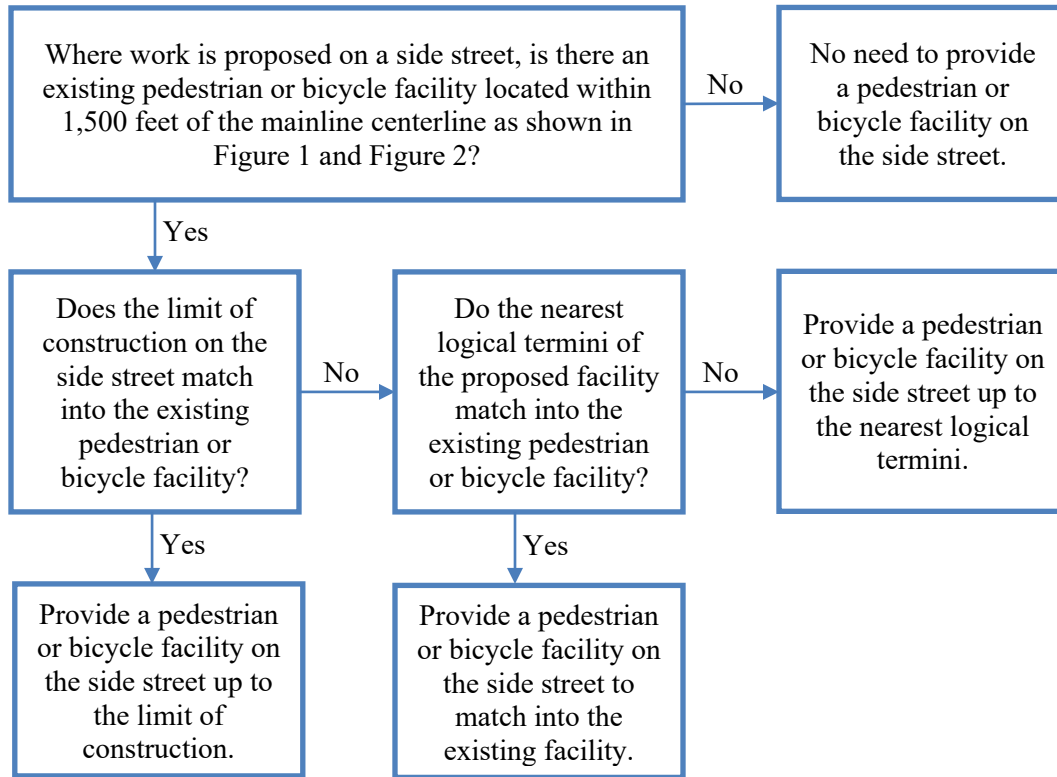 Where work is proposed on a side street, is there an
existing pedestrian or bicycle facility located within
1,500 feet of the mainline centerline as shown in
Figure 1 and Figure 2?
No
No need to provide
a pedestrian or
bicycle facility on
the side street.
Yes
Does the limit of
construction on the
side street match
into the existing
pedestrian or
bicycle facility?
No
Do the nearest
logical termini of
the proposed facility
match into the
existing pedestrian
or bicycle facility?
No
Provide a pedestrian
or bicycle facility on
the side street up to
the nearest logical
termini.
Yes
Provide a pedestrian
or bicycle facility on
the side street up to
the limit of
construction.
Yes
Provide a pedestrian
or bicycle facility on
the side street to
match into the
existing facility.